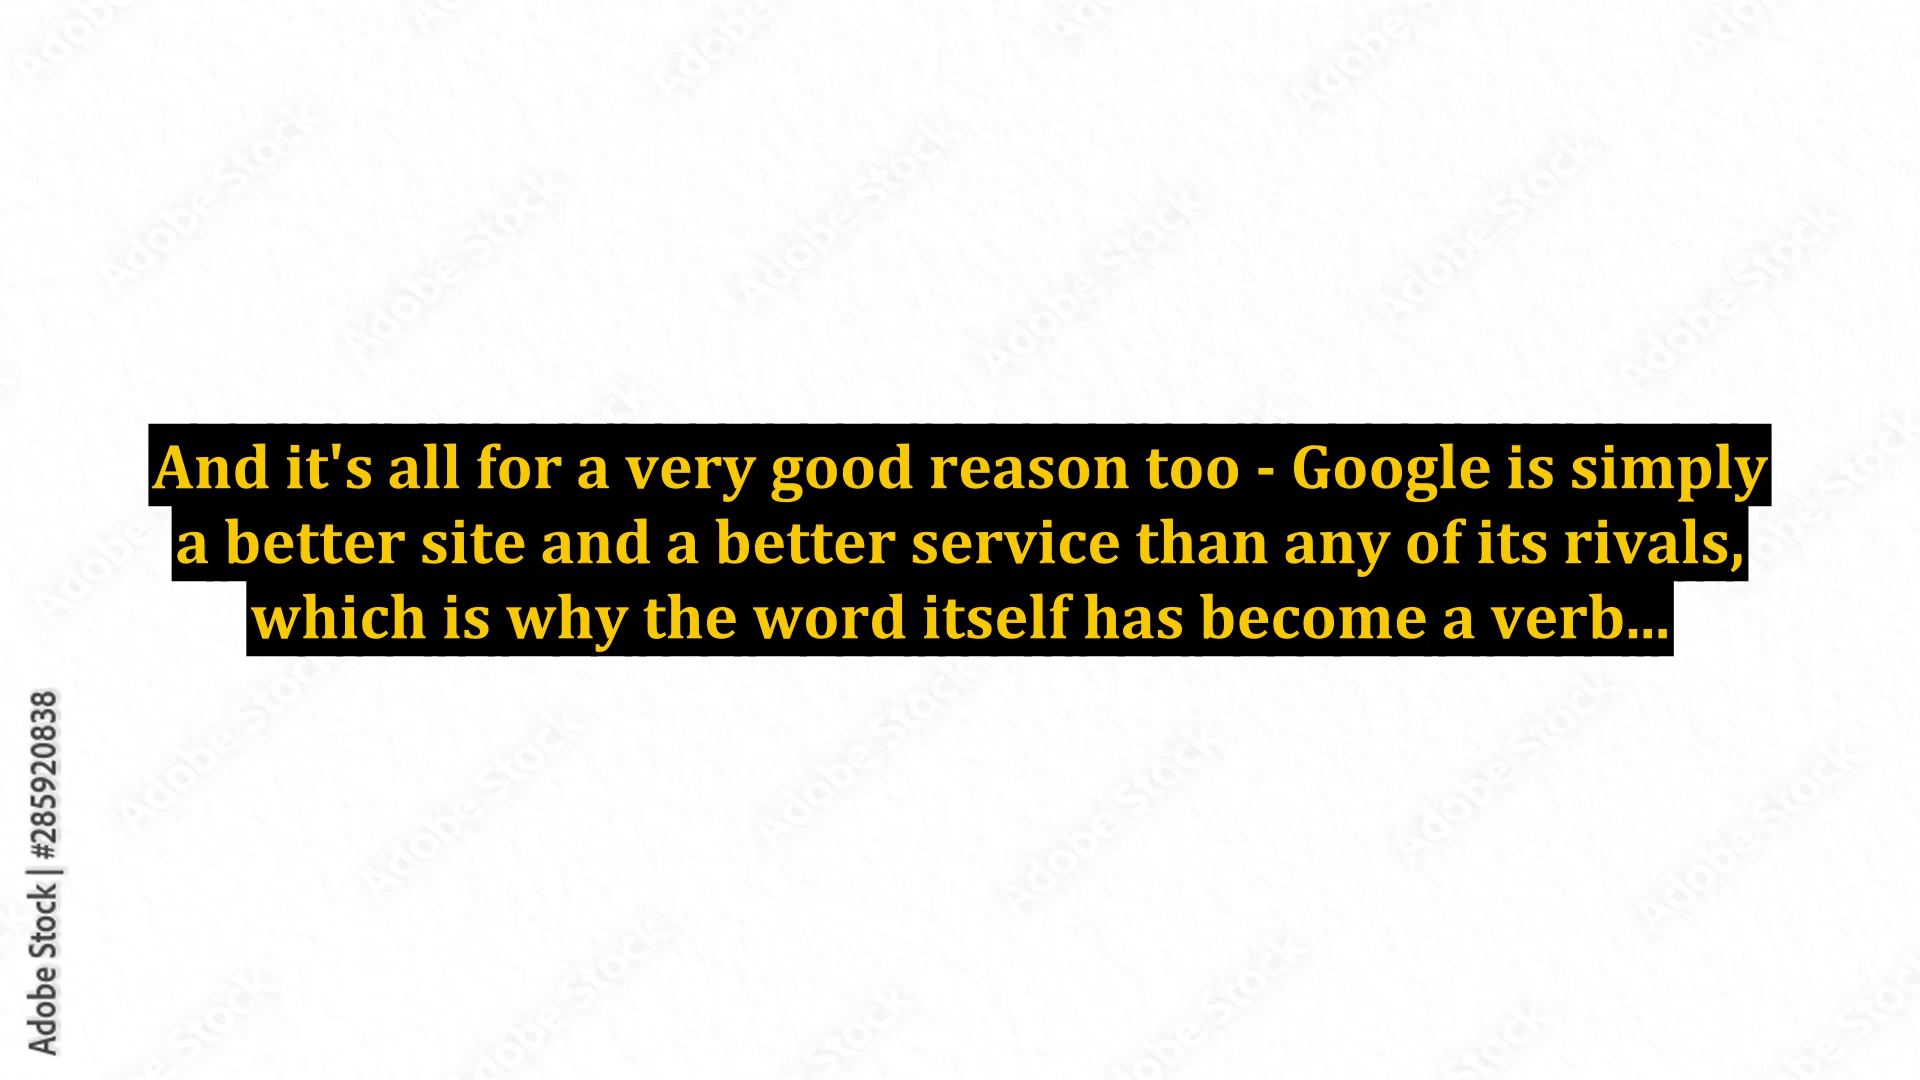 And it's all for a very good reason too - Google is simply
a better site and a better service than any of its rivals,
which is why the word itself has become a verb...
Adobe Stock | #285920838